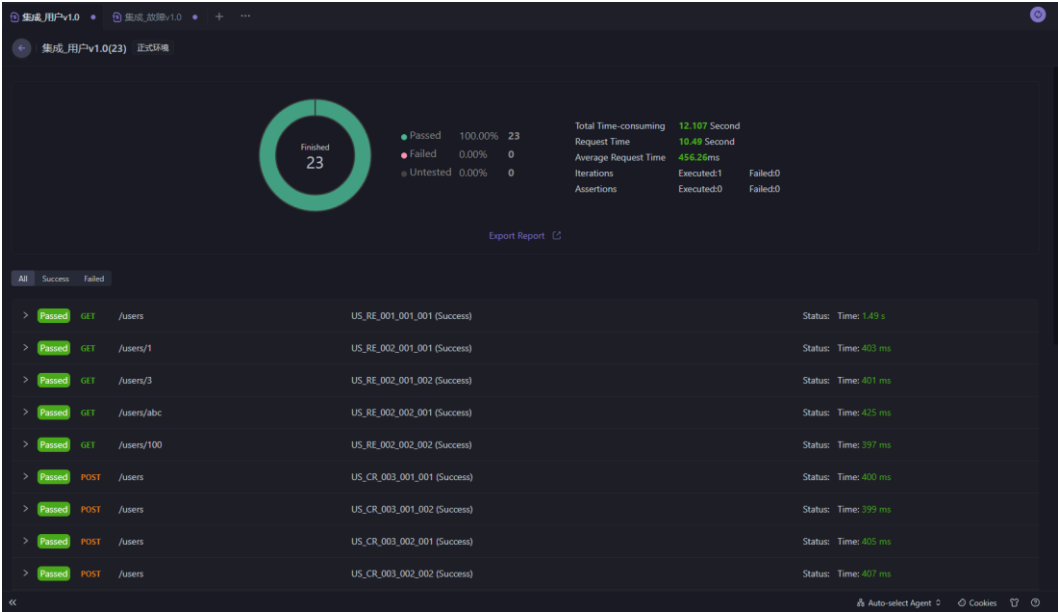 集成_用户v1.0 集成_故障v1.0
集成_用户v1.0(23) 正式环境
Finished
23
Passed 100.00% 23
Failed 0.00% 0
Untested 0.00% 0
Total Time-consuming 12.107 Second
Request Time 10.49 Second
Average Request Time 456.26ms
Iterations Executed:1 Failed:0
Assertions Executed:0 Failed:0
Export Report
All Success Failed
Passed GET /users US_RE_001_001_001 (Success) Status: Time: 1.49 s
Passed GET /users/1 US_RE_002_001_001 (Success) Status: Time: 403 ms
Passed GET /users/3 US_RE_002_001_002 (Success) Status: Time: 401 ms
Passed GET /users/abc US_RE_002_002_001 (Success) Status: Time: 425 ms
Passed GET /users/100 US_RE_002_002_002 (Success) Status: Time: 397 ms
Passed POST /users US_CR_003_001_001 (Success) Status: Time: 400 ms
Passed POST /users US_CR_003_001_002 (Success) Status: Time: 399 ms
Passed POST /users US_CR_003_002_001 (Success) Status: Time: 405 ms
Passed POST /users US_CR_003_002_002 (Success) Status: Time: 407 ms
Auto-select Agent Cookies